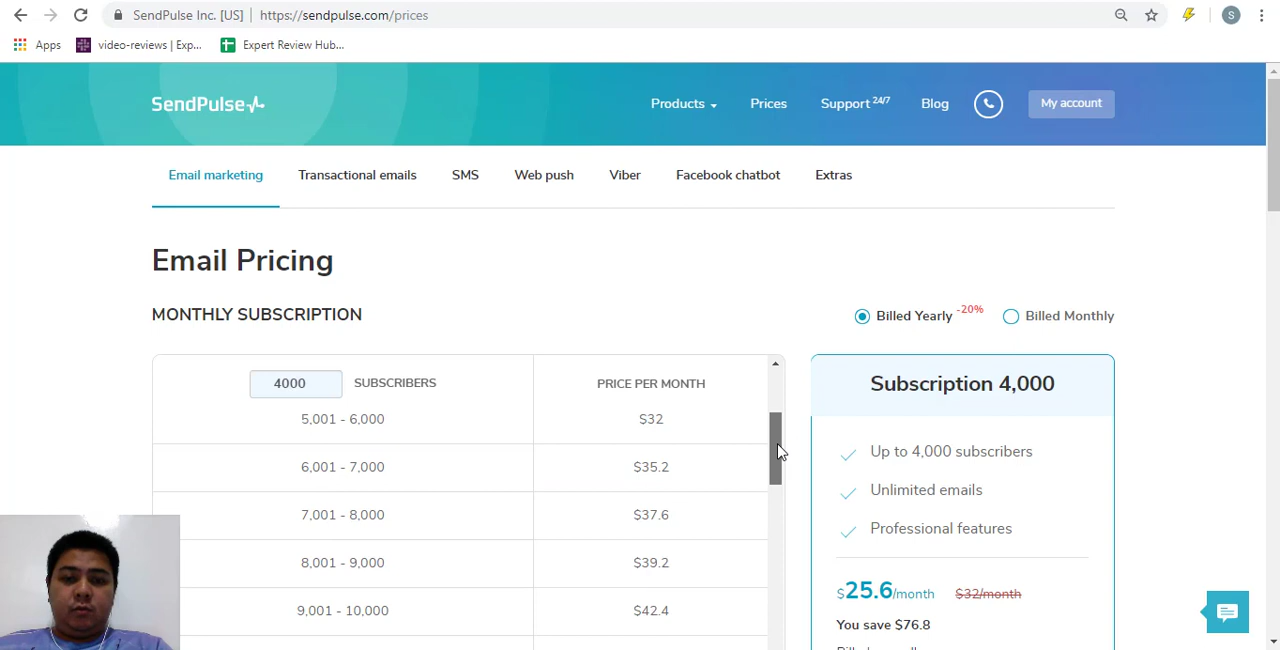 SendPulse Inc. [US] https://sendpulse.com/prices
S
Apps video-reviews | Exp... Expert Review Hub...
SendPulse Products Prices Support 24/7 Blog My account
Email marketing Transactional emails SMS Web push Viber Facebook chatbot Extras
Email Pricing
MONTHLY SUBSCRIPTION Billed Yearly -20% Billed Monthly
4000 SUBSCRIBERS PRICE PER MONTH
5,001 - 6,000 $32
6,001 - 7,000 $35.2
7,001 - 8,000 $37.6
8,001 - 9,000 $39.2
9,001 - 10,000 $42.4
Subscription 4,000
Up to 4,000 subscribers
Unlimited emails
Professional features
$25.6/month $32/month
You save $76.8